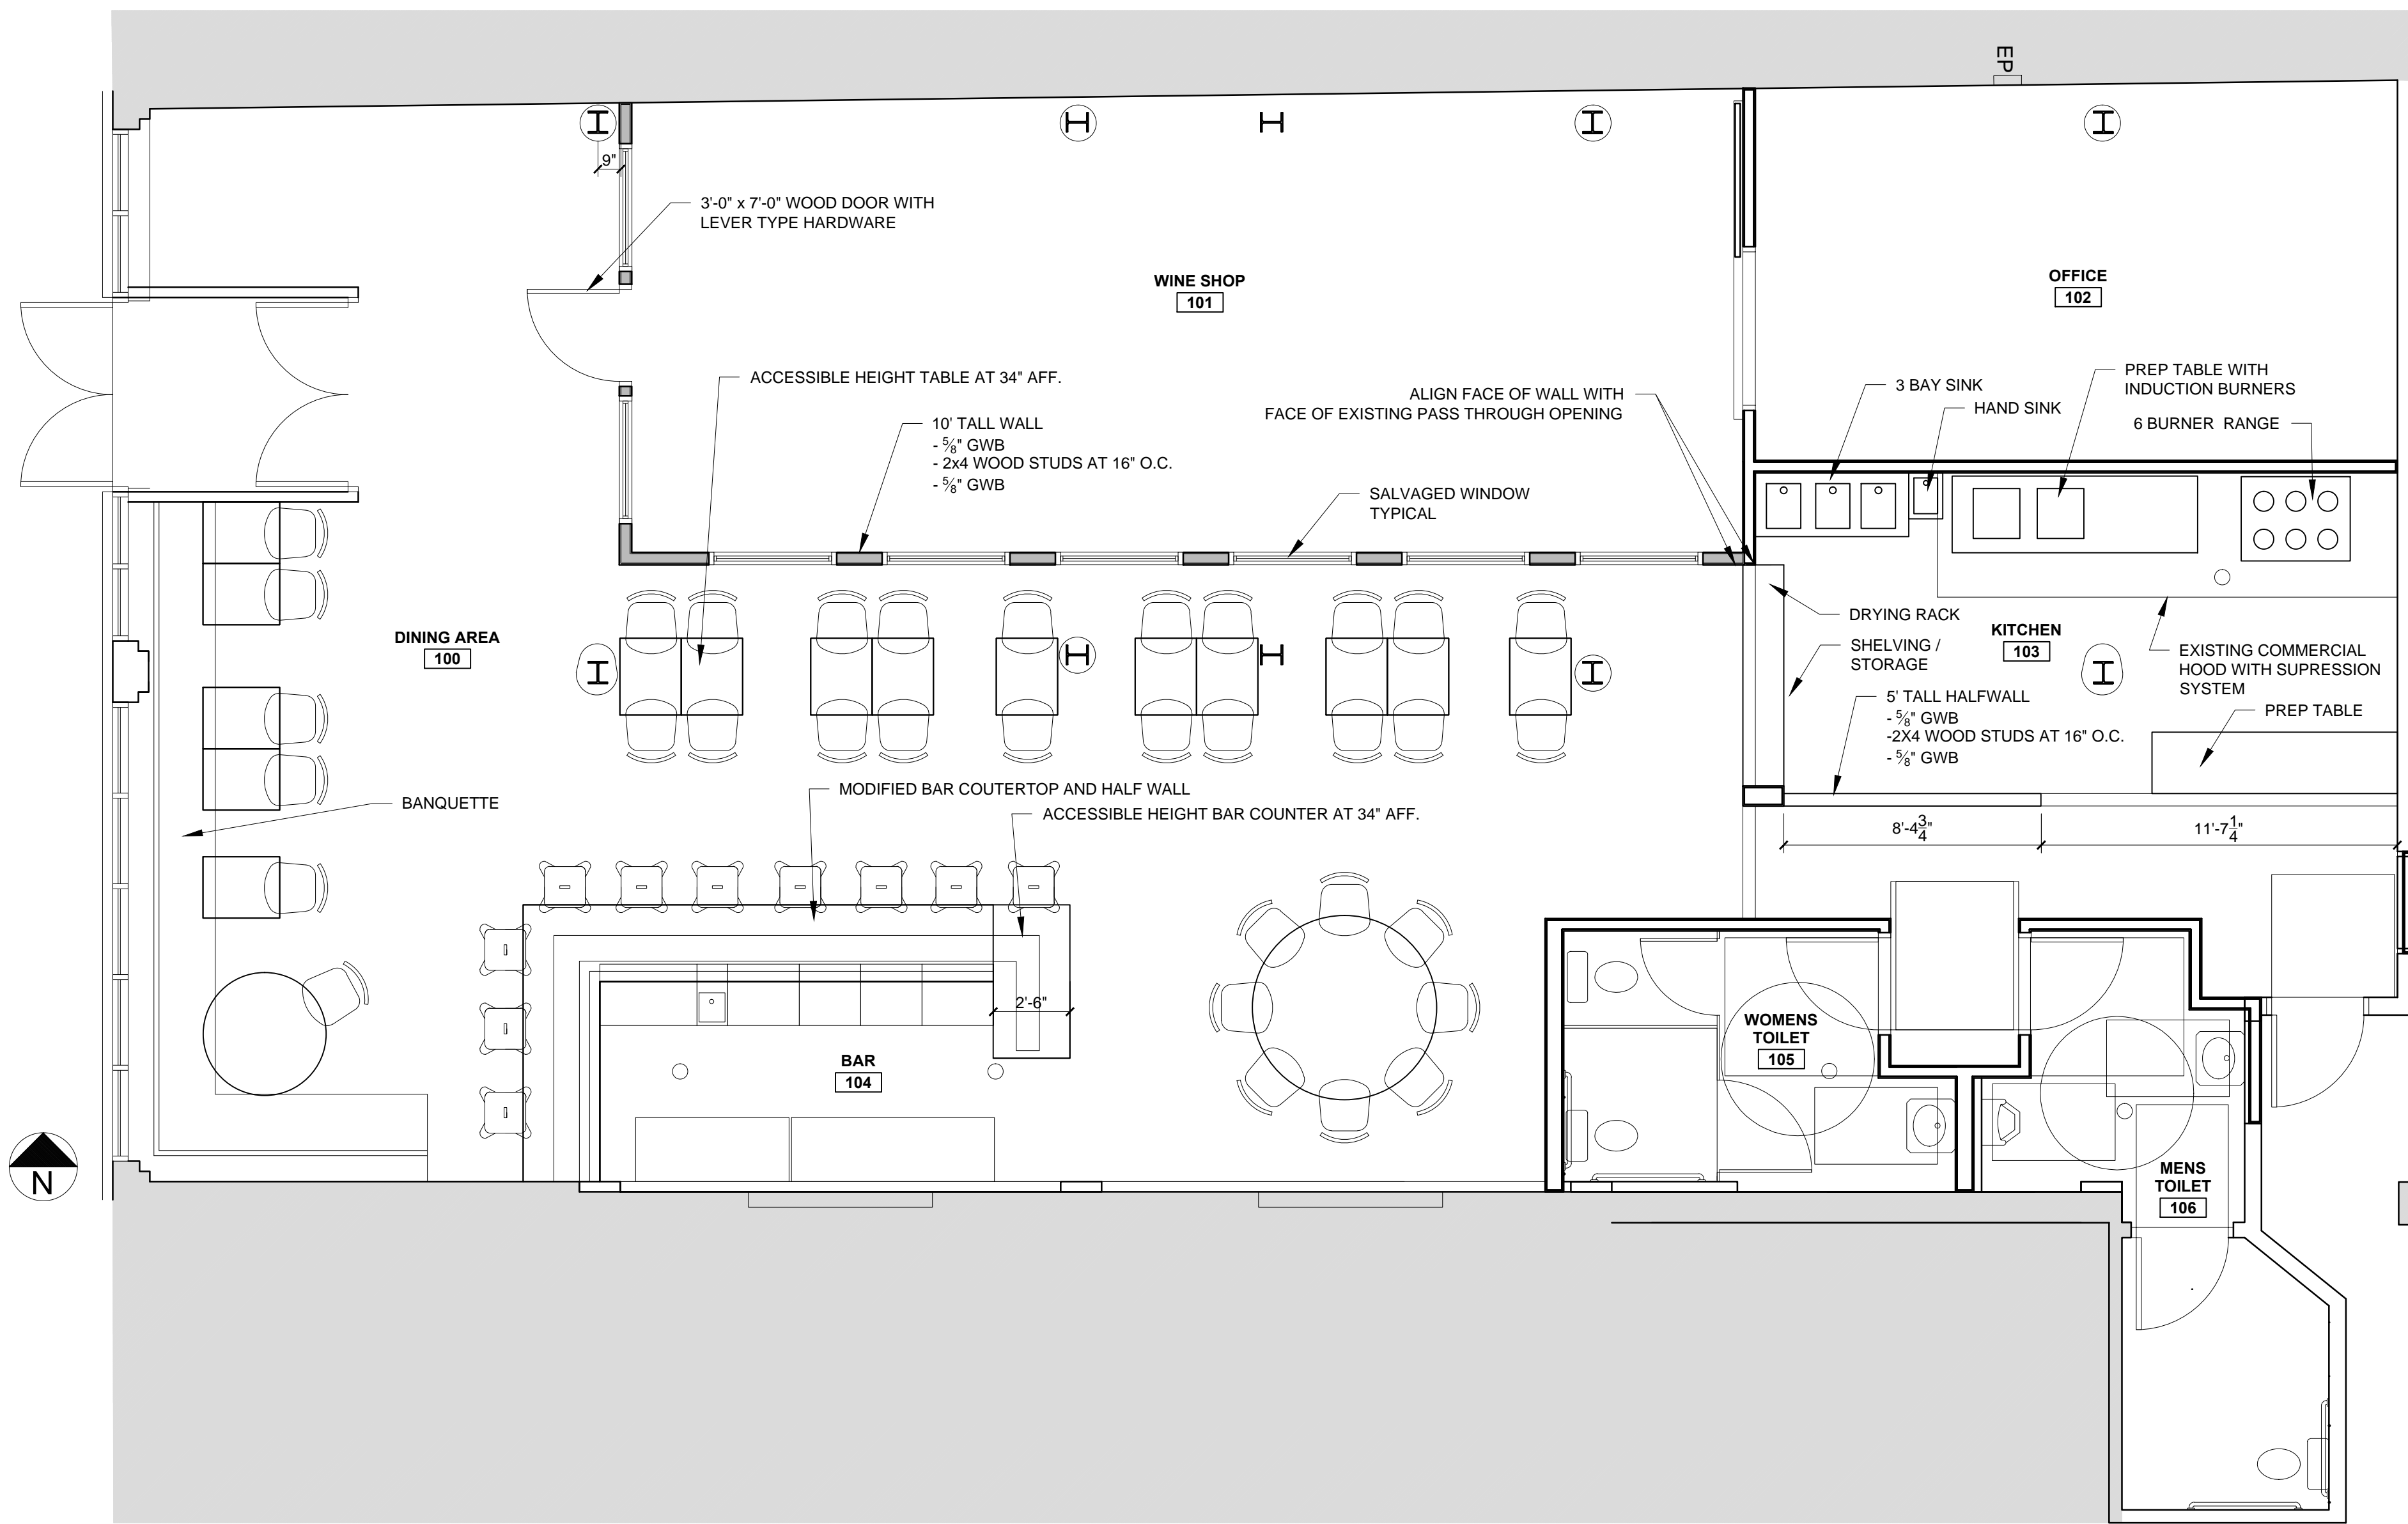 EP
9"
3'-0" x 7'-0" WOOD DOOR WITH
LEVER TYPE HARDWARE
WINE SHOP
101
OFFICE
102
ACCESSIBLE HEIGHT TABLE AT 34" AFF.
10' TALL WALL
- 5⁄8" GWB
- 2x4 WOOD STUDS AT 16" O.C.
- 5⁄8" GWB
ALIGN FACE OF WALL WITH
FACE OF EXISTING PASS THROUGH OPENING
SALVAGED WINDOW
TYPICAL
3 BAY SINK
HAND SINK
PREP TABLE WITH
INDUCTION BURNERS
6 BURNER RANGE
DINING AREA
100
DRYING RACK
SHELVING /
STORAGE
KITCHEN
103
EXISTING COMMERCIAL
HOOD WITH SUPRESSION
SYSTEM
5' TALL HALFWALL
- 5⁄8" GWB
-2X4 WOOD STUDS AT 16" O.C.
- 5⁄8" GWB
PREP TABLE
BANQUETTE
MODIFIED BAR COUTERTOP AND HALF WALL
ACCESSIBLE HEIGHT BAR COUNTER AT 34" AFF.
8'-4 3/4"
11'-7 1/4"
2'-6"
BAR
104
WOMENS
TOILET
105
MENS
TOILET
106
N